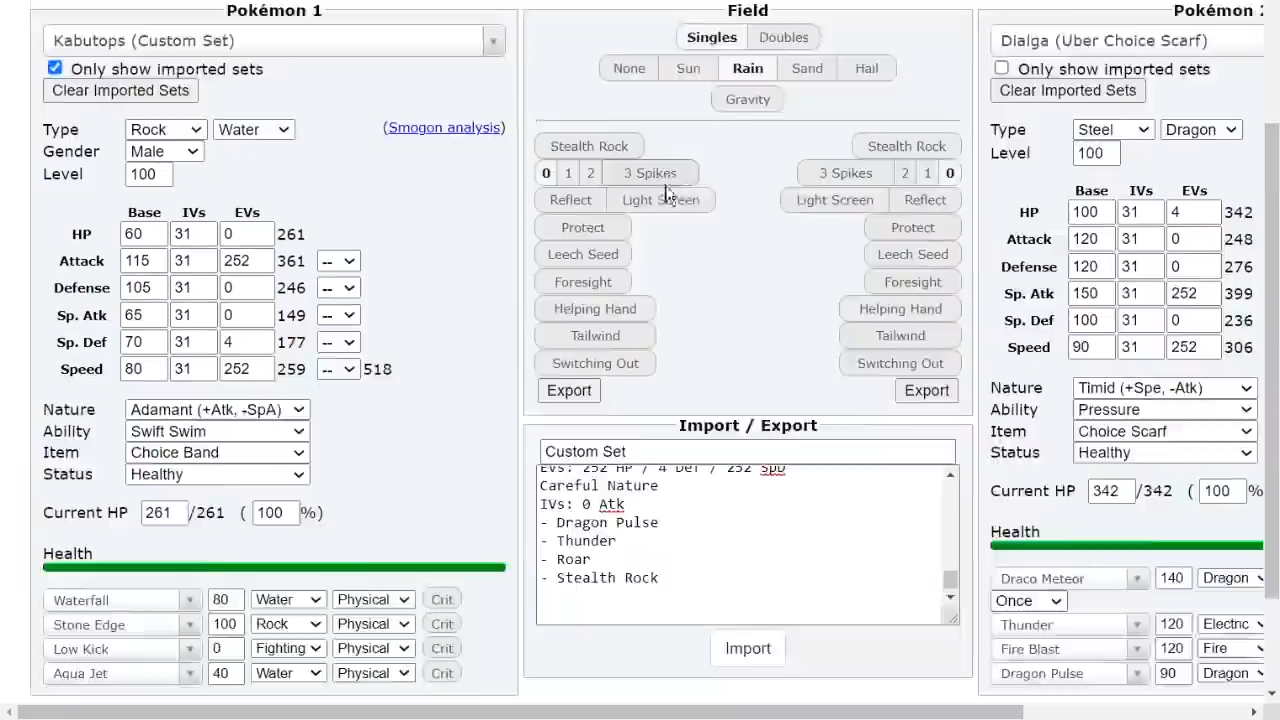 Pokémon 1
Kabutops (Custom Set)
Only show imported sets
Clear Imported Sets
Type Rock Water (Smogon analysis)
Gender Male
Level 100
Base IVs EVs
HP 60 31 0 261
Attack 115 31 252 361 --
Defense 105 31 0 246 --
Sp. Atk 65 31 0 149 --
Sp. Def 70 31 4 177 --
Speed 80 31 252 259 -- 518
Nature Adamant (+Atk, -SpA)
Ability Swift Swim
Item Choice Band
Status Healthy
Current HP 261 /261 ( 100 %)
Health
Waterfall 80 Water Physical Crit
Stone Edge 100 Rock Physical Crit
Low Kick 0 Fighting Physical Crit
Aqua Jet 40 Water Physical Crit
Field
Singles Doubles
None Sun Rain Sand Hail
Gravity
Stealth Rock Stealth Rock
0 1 2 3 Spikes 3 Spikes 2 1 0
Reflect Light Screen Light Screen Reflect
Protect Protect
Leech Seed Leech Seed
Foresight Foresight
Helping Hand Helping Hand
Tailwind Tailwind
Switching Out Switching Out
Export Export
Import / Export
Custom Set
EVs: 252 HP / 4 Def / 252 SpD
Careful Nature
IVs: 0 Atk
- Dragon Pulse
- Thunder
- Roar
- Stealth Rock
Import
Pokémon 2
Dialga (Uber Choice Scarf)
Only show imported sets
Clear Imported Sets
Type Steel Dragon
Level 100
Base IVs EVs
HP 100 31 4 342
Attack 120 31 0 248
Defense 120 31 0 276
Sp. Atk 150 31 252 399
Sp. Def 100 31 0 236
Speed 90 31 252 306
Nature Timid (+Spe, -Atk)
Ability Pressure
Item Choice Scarf
Status Healthy
Current HP 342 /342 ( 100 %
Health
Draco Meteor 140 Dragon
Once
Thunder 120 Electric
Fire Blast 120 Fire
Dragon Pulse 90 Dragon